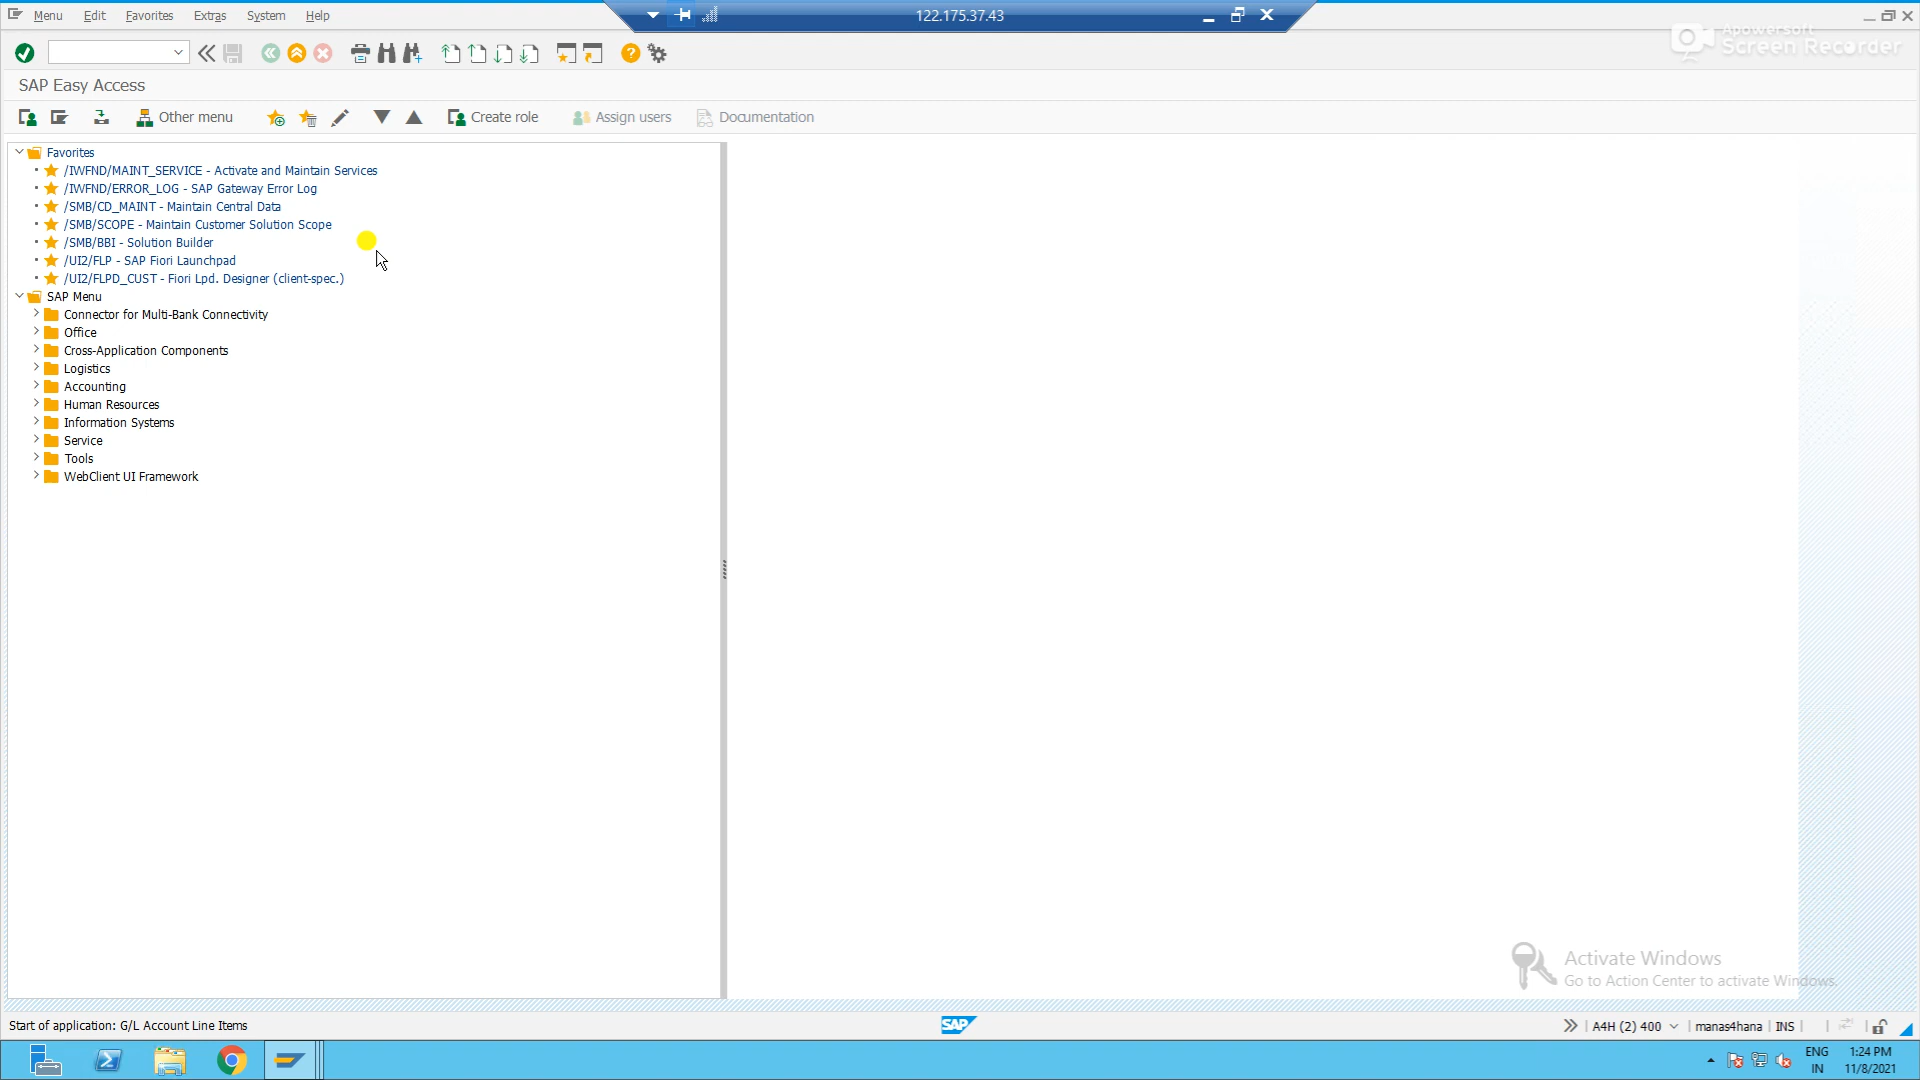 Menu Edit Favorites Extras System Help
122.175.37.43
Apowersoft
Screen Recorder
SAP Easy Access
Other menu
Create role
Assign users
Documentation
Favorites
/IWFND/MAINT_SERVICE - Activate and Maintain Services
/IWFND/ERROR_LOG - SAP Gateway Error Log
/SMB/CD_MAINT - Maintain Central Data
/SMB/SCOPE - Maintain Customer Solution Scope
/SMB/BBI - Solution Builder
/UI2/FLP - SAP Fiori Launchpad
/UI2/FLPD_CUST - Fiori Lpd. Designer (client-spec.)
SAP Menu
Connector for Multi-Bank Connectivity
Office
Cross-Application Components
Logistics
Accounting
Human Resources
Information Systems
Service
Tools
WebClient UI Framework
Activate Windows
Go to Action Center to activate Windows.
Start of application: G/L Account Line Items
SAP
A4H (2) 400
manas4hana
INS
ENG
IN
1:24 PM
11/8/2021